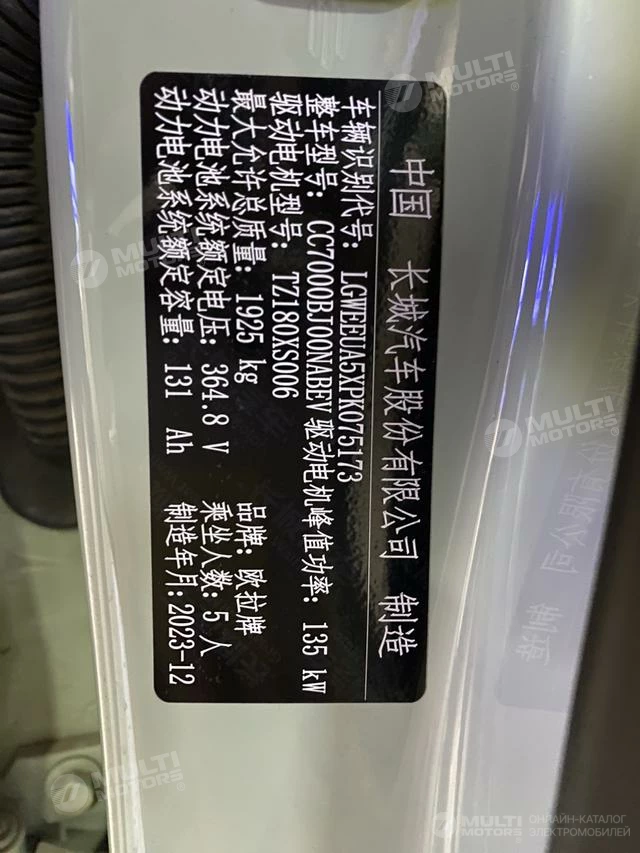 中国 长城汽车股份有限公司 制造
车辆识别代号: LGWEEUA5XPK075173
整车型号: CC7000BJ00NABEV 驱动电机峰值功率: 135 kW
驱动电机型号: TZ180XS006
最大允许总质量: 1925 kg 品牌: 欧拉牌
动力电池系统额定电压: 364.8 V 乘坐人数: 5 人
动力电池系统额定容量: 131 Ah 制造年月: 2023-12
MULTI
MOTORS
MULTI
MOTORS
MULTI
MOTORS
MULTI
MOTORS
MULTI
MOTORS
ОНЛАЙН-КАТАЛОГ
ЭЛЕКТРОМОБИЛЕЙ